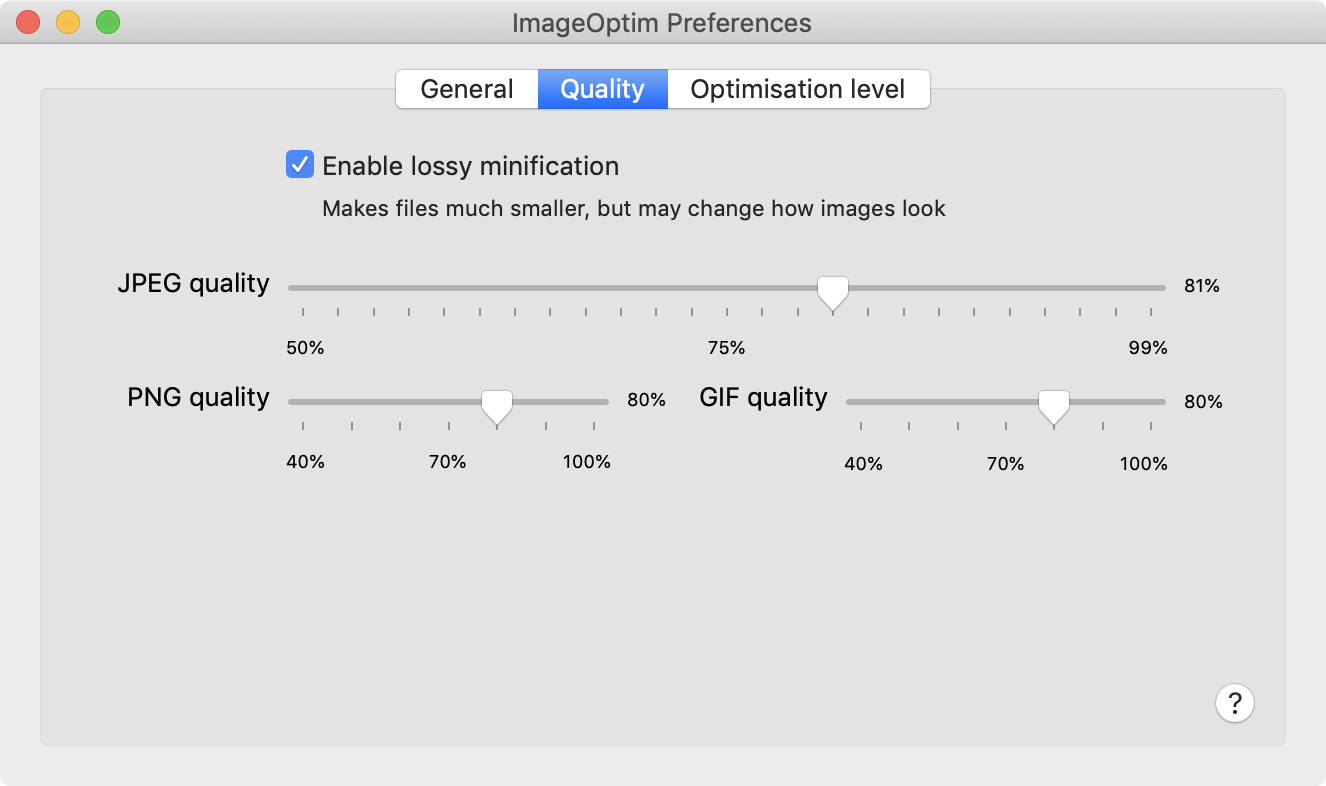 ImageOptim Preferences
General Quality Optimisation level
Enable lossy minification
Makes files much smaller, but may change how images look
JPEG quality 81%
50% 75% 99%
PNG quality 80% GIF quality 80%
40% 70% 100% 40% 70% 100%
?